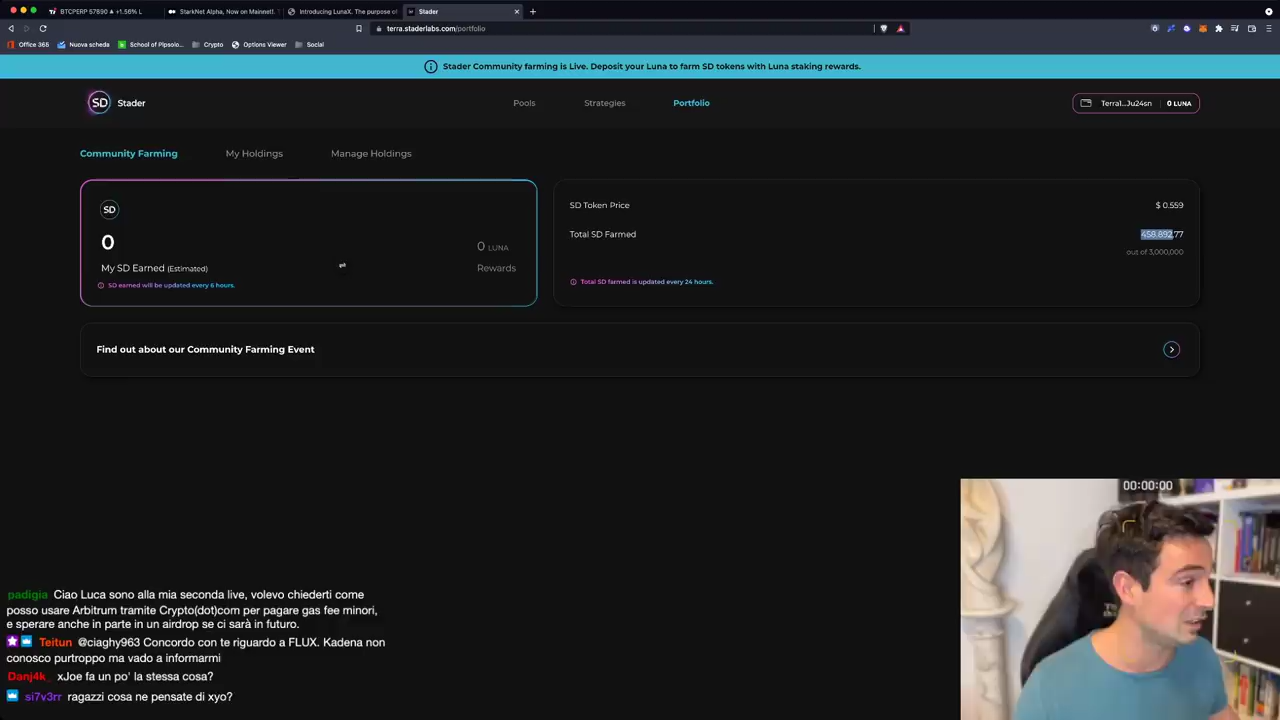 BTCPERP 57890 ▲ +1.56% L
StarkNet Alpha, Now on Mainnet!
Introducing LunaX. The purpose of
Stader
terra.staderlabs.com/portfolio
Office 365
Nuova scheda
School of Pipsolo...
Crypto
Options Viewer
Social
Stader Community farming is Live. Deposit your Luna to farm SD tokens with Luna staking rewards.
SD Stader
Pools
Strategies
Portfolio
Terra1...Ju24sn
0 LUNA
Community Farming
My Holdings
Manage Holdings
SD
0
My SD Earned (Estimated)
SD earned will be updated every 6 hours.
0 LUNA
Rewards
SD Token Price
$ 0.559
Total SD Farmed
458,892.77
out of 3,000,000
Total SD farmed is updated every 24 hours.
Find out about our Community Farming Event
00:00:00
padigia Ciao Luca sono alla mia seconda live, volevo chiederti come
posso usare Arbitrum tramite Crypto(dot)com per pagare gas fee minori,
e sperare anche in parte in un airdrop se ci sarà in futuro.
Teitun @ciaghy963 Concordo con te riguardo a FLUX. Kadena non
conosco purtroppo ma vado a informarmi
Danj4k_ xJoe fa un po' la stessa cosa?
si7v3rr ragazzi cosa ne pensate di xyo?